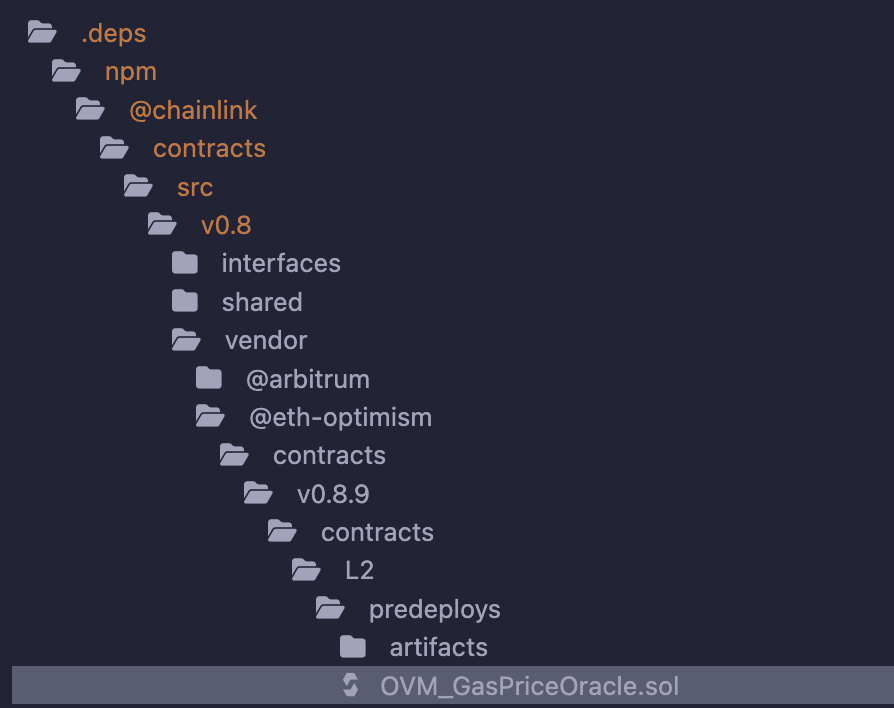 .deps
npm
@chainlink
contracts
src
v0.8
interfaces
shared
vendor
@arbitrum
@eth-optimism
contracts
v0.8.9
contracts
L2
predeploys
artifacts
OVM_GasPriceOracle.sol